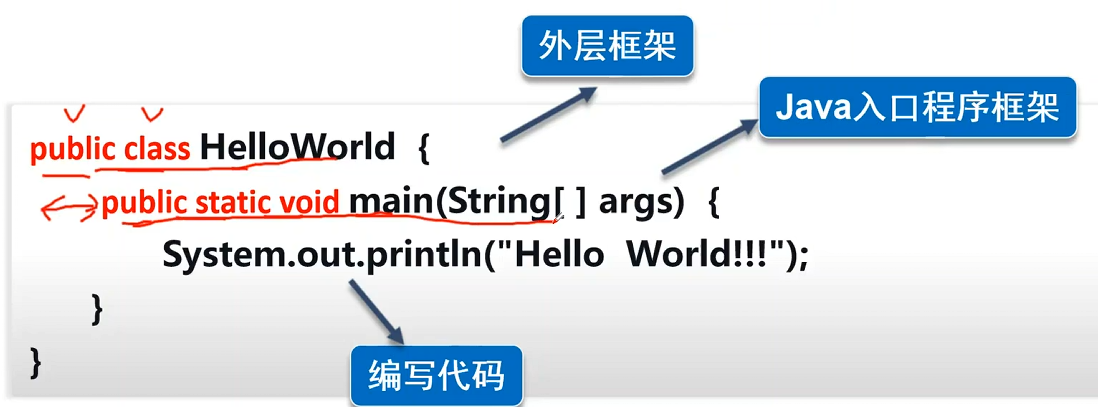 外层框架
Java入口程序框架
public class HelloWorld {
public static void main(String[ ] args) {
System.out.println("Hello World!!!");
}
}
编写代码